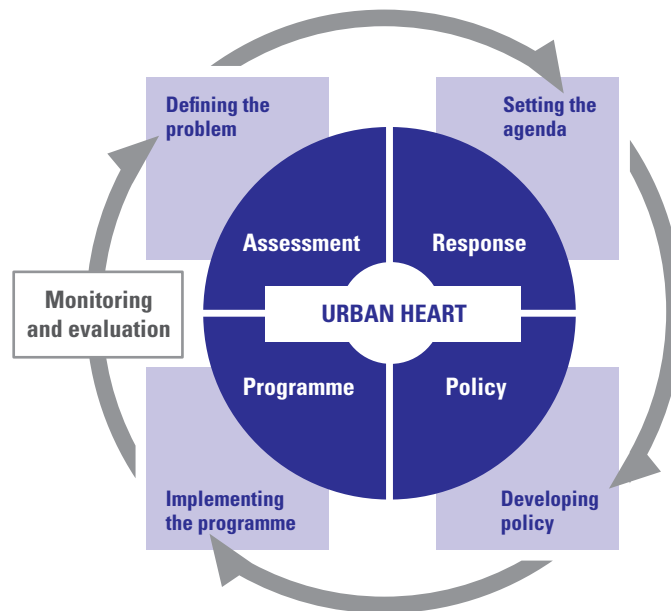 Defining the
problem
Setting the
agenda
Assessment
Response
Monitoring
and evaluation
URBAN HEART
Programme
Policy
Implementing
the programme
Developing
policy